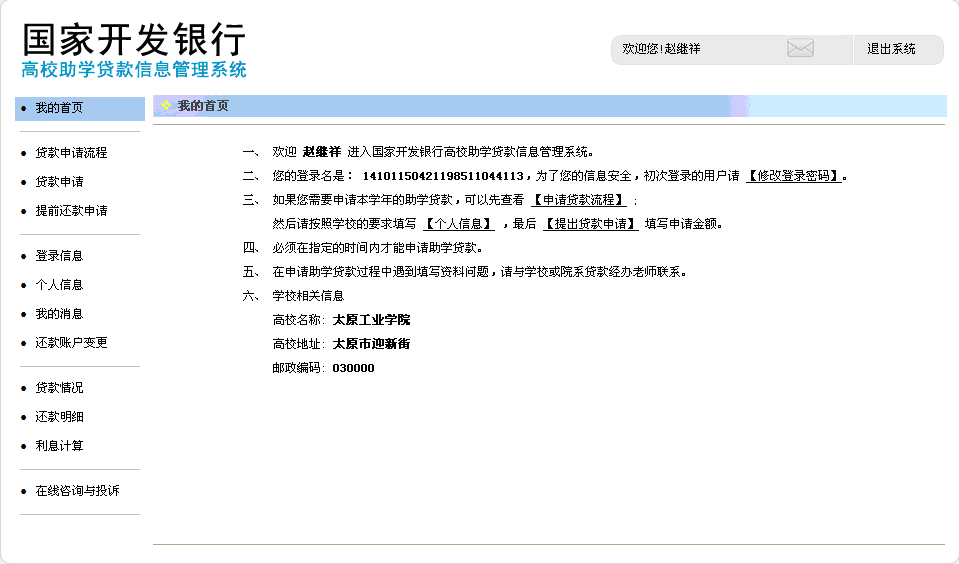 国家开发银行
高校助学贷款信息管理系统
欢迎您!赵继祥
退出系统
我的首页
贷款申请流程
贷款申请
提前还款申请
登录信息
个人信息
我的消息
还款账户变更
贷款情况
还款明细
利息计算
在线咨询与投诉
我的首页
一、 欢迎 赵继祥 进入国家开发银行高校助学贷款信息管理系统。
二、 您的登录名是： 14101150421198511044113，为了您的信息安全，初次登录的用户请 【修改登录密码】。
三、 如果您需要申请本学年的助学贷款，可以先查看 【申请贷款流程】 ；
然后请按照学校的要求填写 【个人信息】 ，最后 【提出贷款申请】 填写申请金额。
四、 必须在指定的时间内才能申请助学贷款。
五、 在申请助学贷款过程中遇到填写资料问题，请与学校或院系贷款经办老师联系。
六、 学校相关信息
高校名称: 太原工业学院
高校地址: 太原市迎新街
邮政编码: 030000